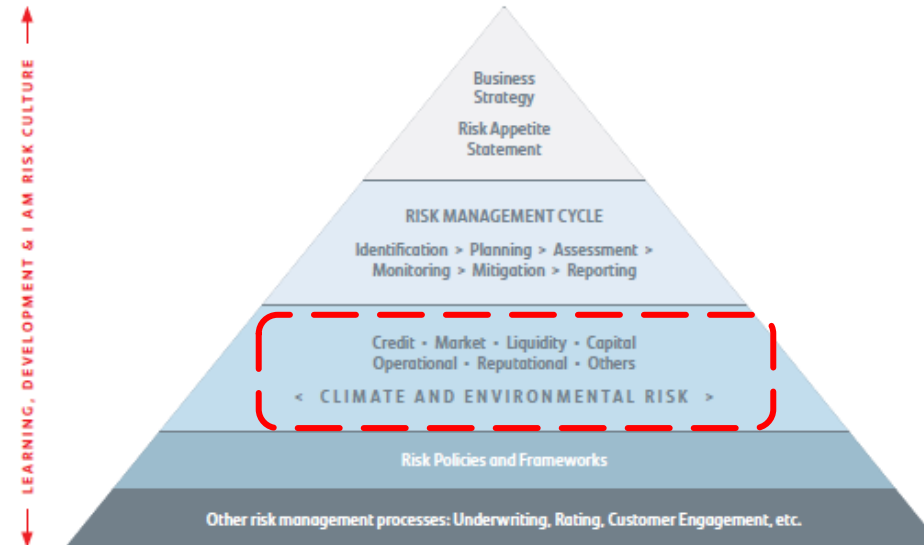 LEARNING, DEVELOPMENT & I AM RISK CULTURE
Business
Strategy
Risk Appetite
Statement
RISK MANAGEMENT CYCLE
Identification > Planning > Assessment >
Monitoring > Mitigation > Reporting
Credit • Market • Liquidity • Capital
Operational • Reputational • Others
< CLIMATE AND ENVIRONMENTAL RISK >
Risk Policies and Frameworks
Other risk management processes: Underwriting, Rating, Customer Engagement, etc.